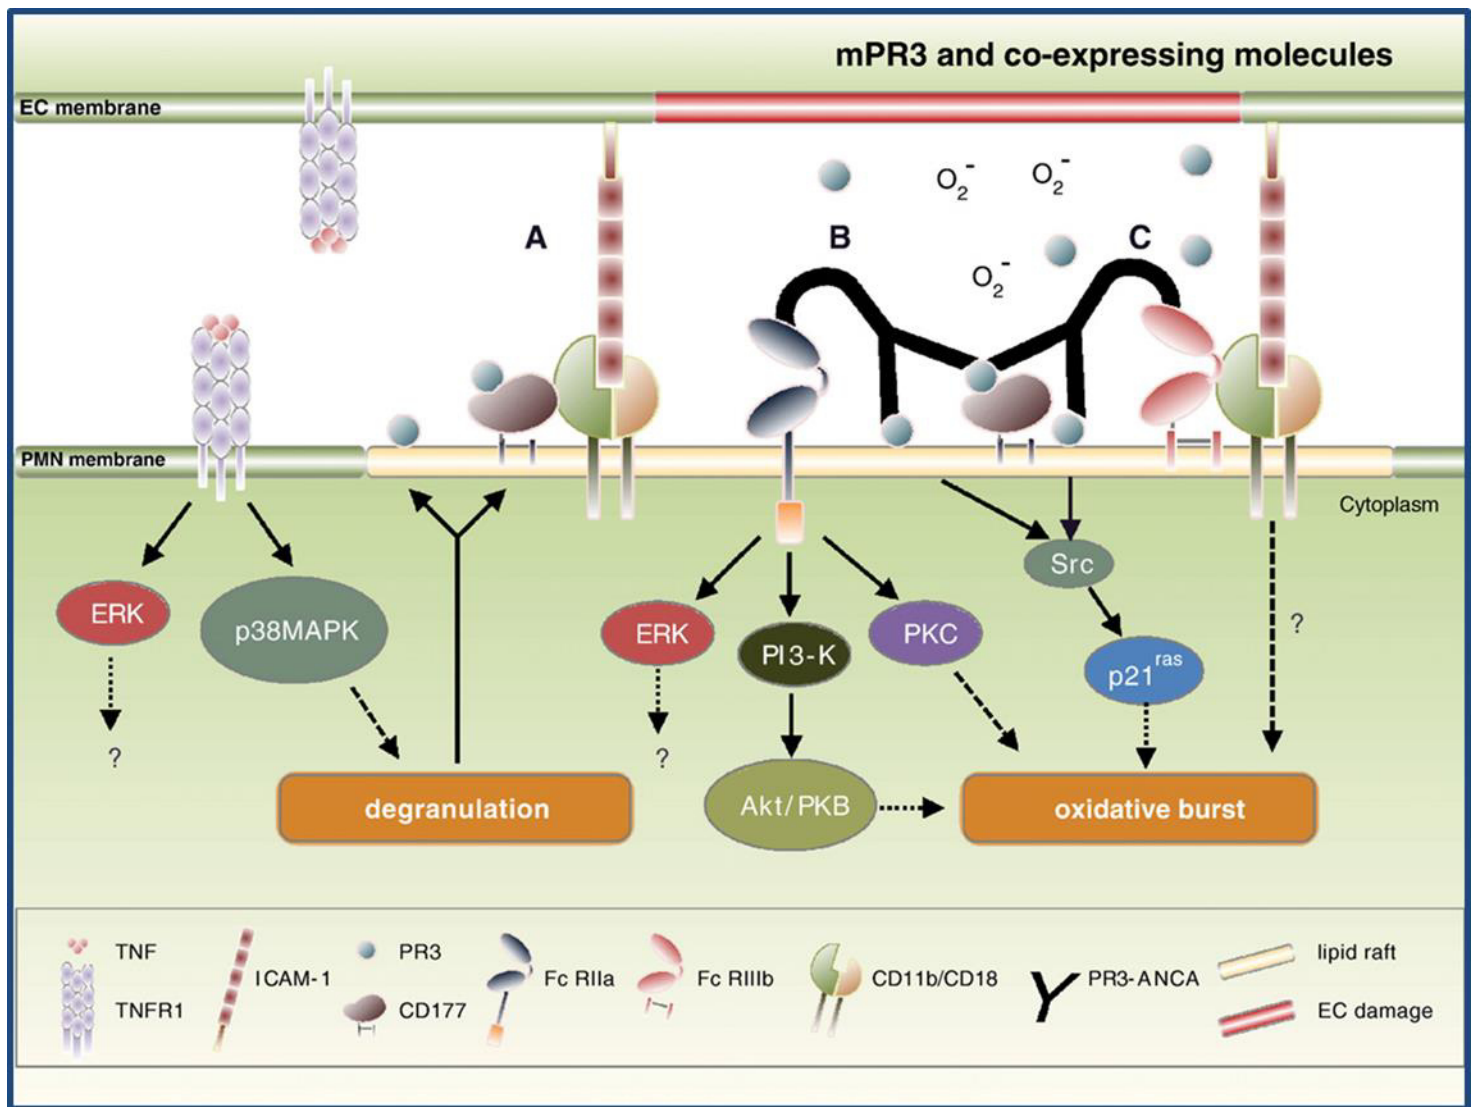 mPR3 and co-expressing molecules
EC membrane
O2-
O2-
A
B
C
O2-
PMN membrane
Cytoplasm
Src
ERK
p38MAPK
ERK
PI3-K
PKC
p21ras
?
?
?
degranulation
Akt/PKB
oxidative burst
TNF
TNFR1
ICAM-1
PR3
CD177
Fc RIIa
Fc RIIIb
CD11b/CD18
PR3-ANCA
lipid raft
EC damage